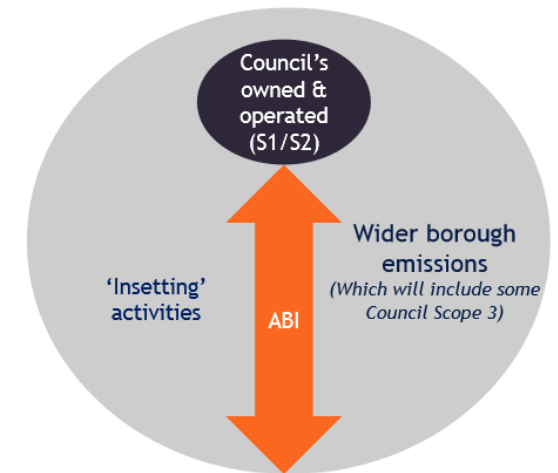 Council’s
owned &
operated
(S1/S2)
Wider borough
emissions
(Which will include some
Council Scope 3)
‘Insetting’
activities
ABI